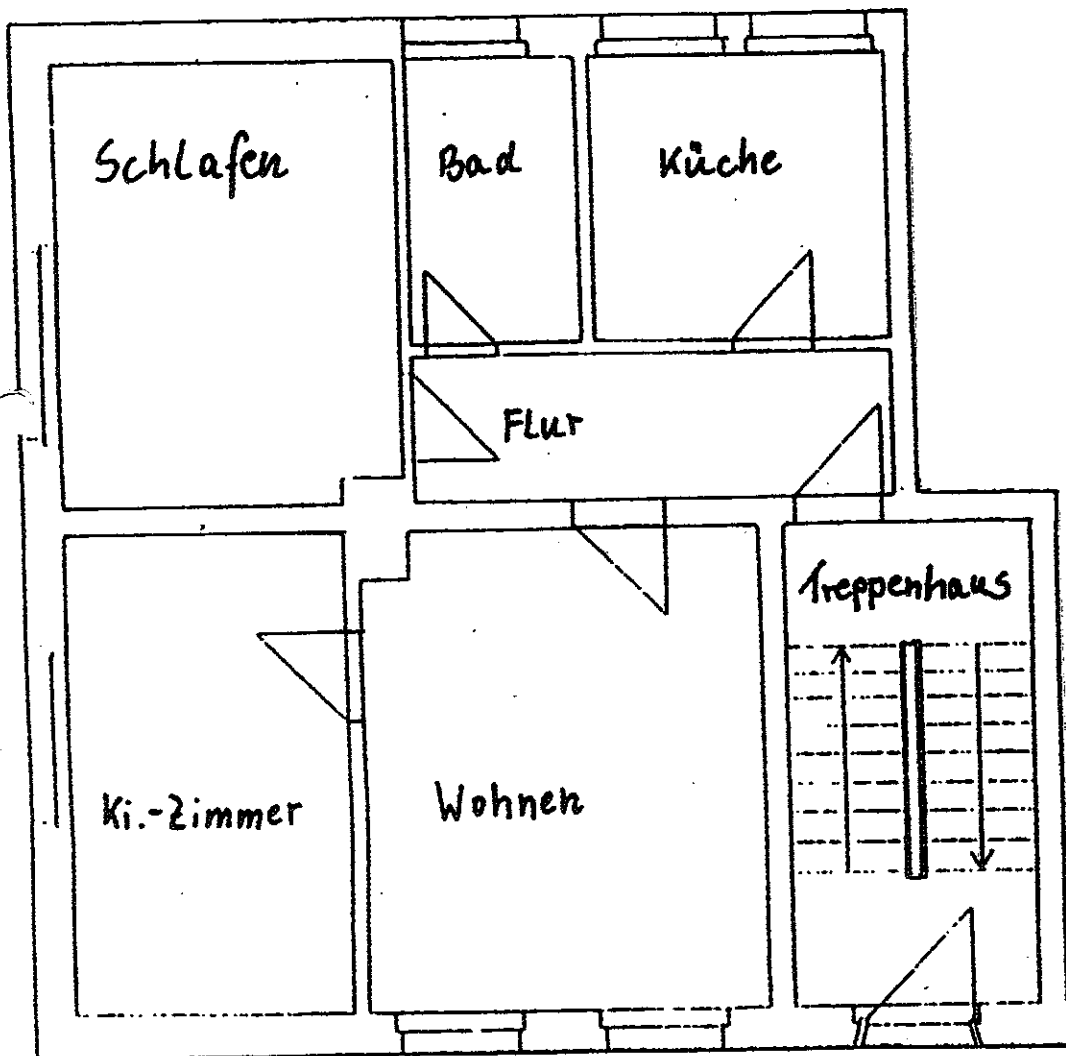 Schlafen
Bad
Küche
Flur
Treppenhaus
Ki.-Zimmer
Wohnen